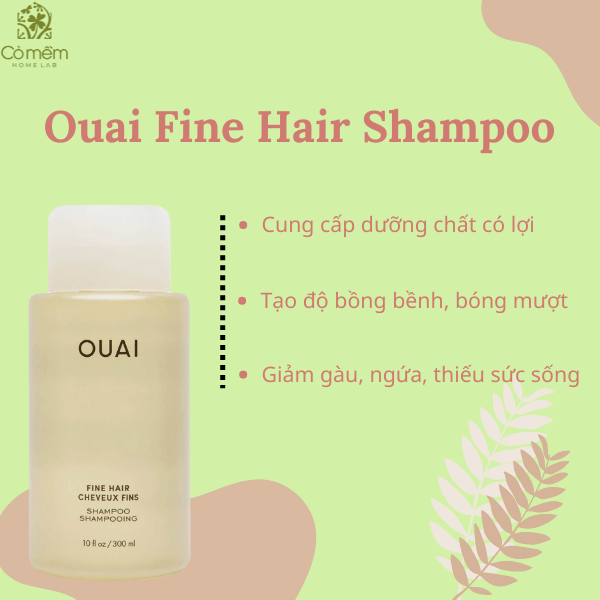 Cỏ mềm
HOME LAB
Ouai Fine Hair Shampoo
Cung cấp dưỡng chất có lợi
Tạo độ bồng bềnh, bóng mượt
Giảm gàu, ngứa, thiếu sức sống
OUAI
FINE HAIR
CHEVEUX FINS
SHAMPOO
SHAMPOOING
10 fl oz / 300 ml